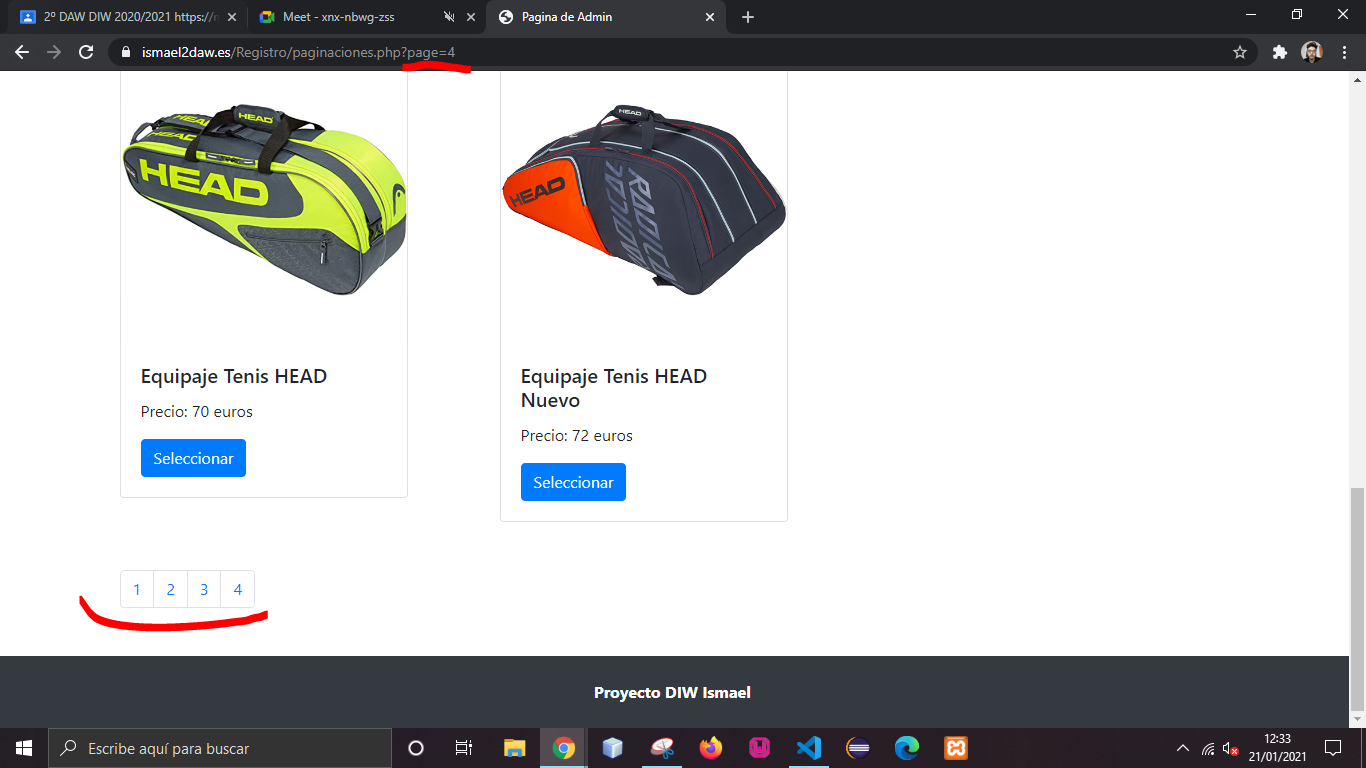 2º DAW DIW 2020/2021 https://
Meet - xnx-nbwg-zss
Pagina de Admin
ismael2daw.es/Registro/paginaciones.php?page=4
HEAD
HEAD
HEAD
HEAD
HEAD
HEAD
RADICAL
Equipaje Tenis HEAD
Precio: 70 euros
Seleccionar
Equipaje Tenis HEAD
Nuevo
Precio: 72 euros
Seleccionar
1 2 3 4
Proyecto DIW Ismael
Escribe aquí para buscar
12:33
21/01/2021